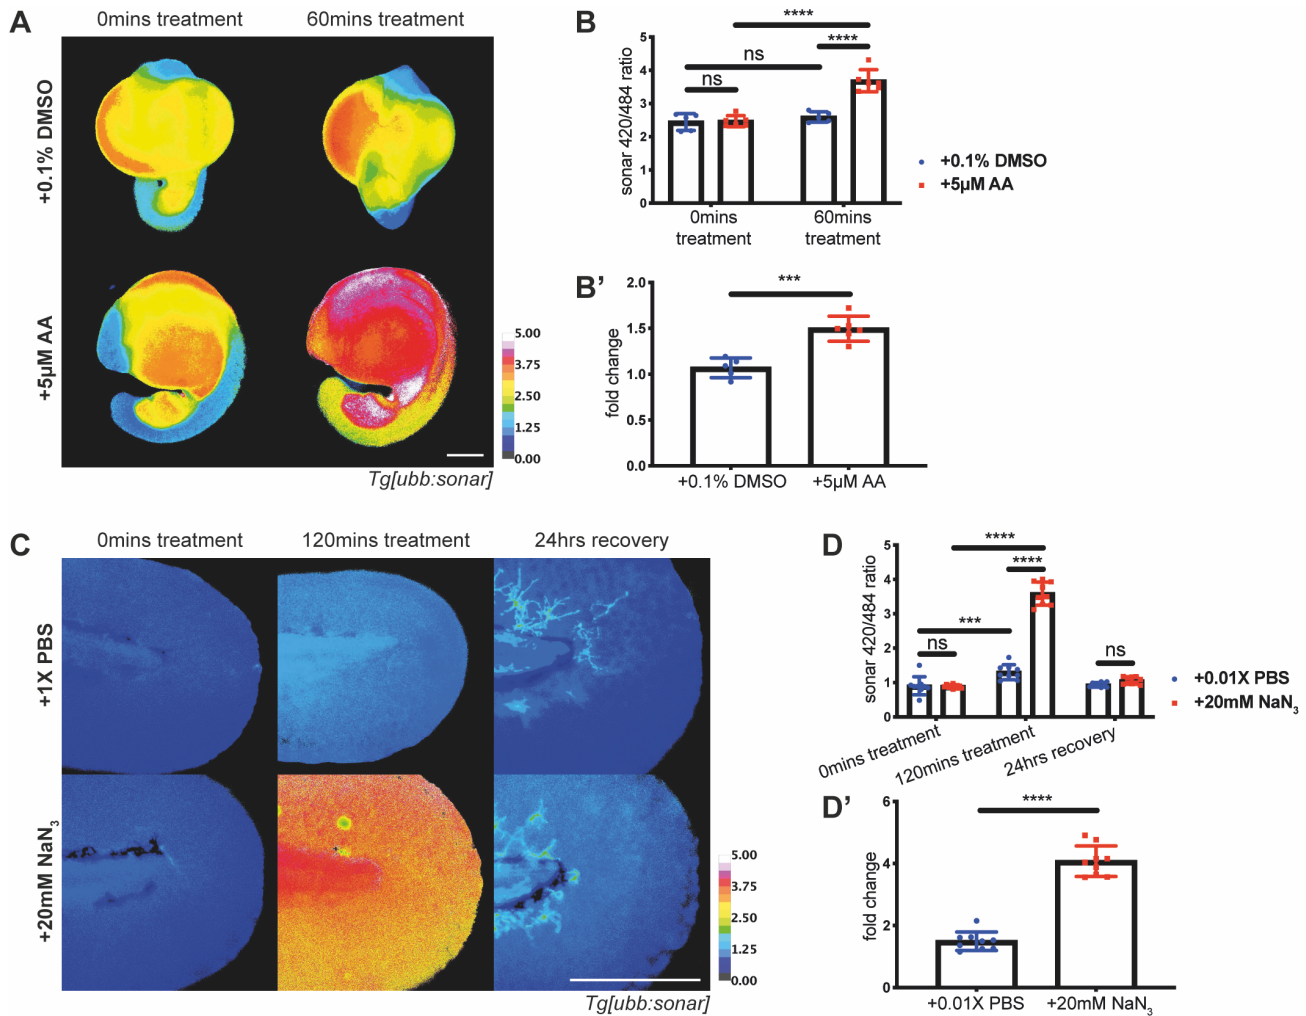 A
0mins treatment
60mins treatment
+0.1% DMSO
+5µM AA
5.00
3.75
2.50
1.25
0.00
Tg[ubb:sonar]
B
****
****
ns
ns
sonar 420/484 ratio
5
4
3
2
1
0
0mins treatment
60mins treatment
+0.1% DMSO
+5µM AA
B'
***
fold change
2.0
1.5
1.0
0.5
0.0
+0.1% DMSO
+5µM AA
C
0mins treatment
120mins treatment
24hrs recovery
+1X PBS
+20mM NaN3
5.00
3.75
2.50
1.25
0.00
Tg[ubb:sonar]
D
****
****
***
ns
ns
sonar 420/484 ratio
5
4
3
2
1
0
0mins treatment
120mins treatment
24hrs recovery
+0.01X PBS
+20mM NaN3
D'
****
fold change
6
4
2
0
+0.01X PBS
+20mM NaN3